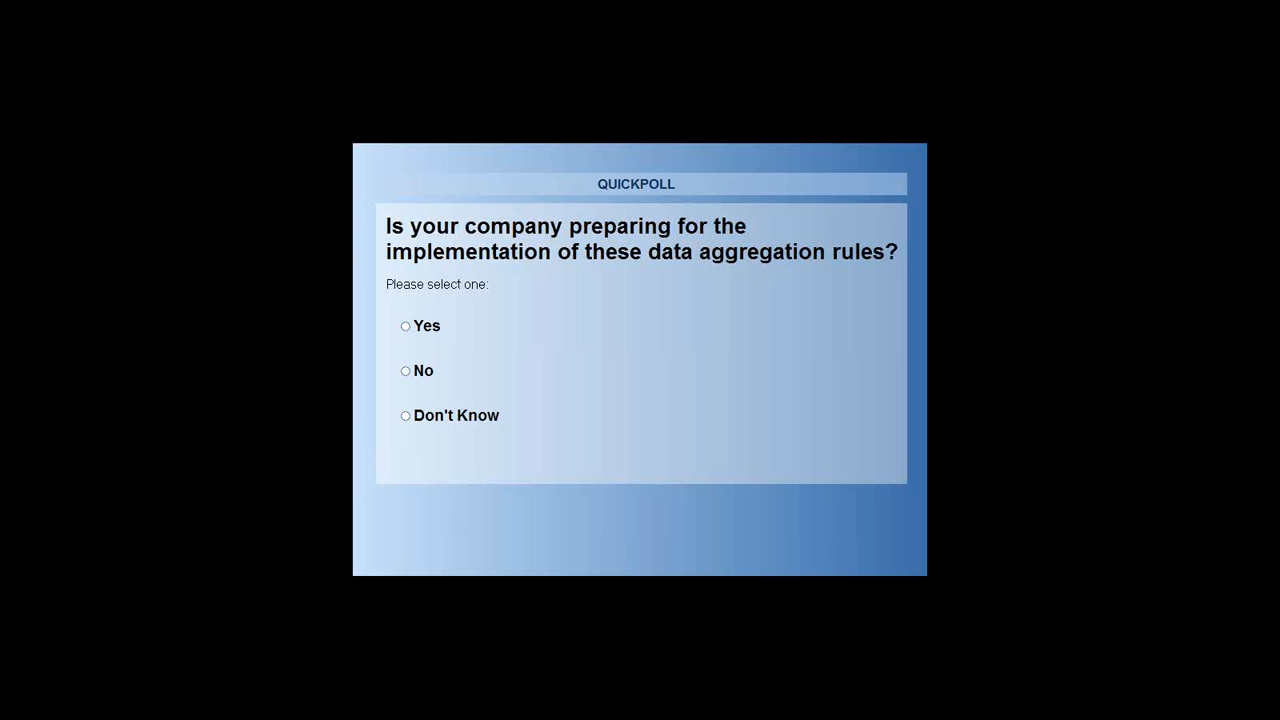 QUICKPOLL
Is your company preparing for the
implementation of these data aggregation rules?
Please select one:
Yes
No
Don't Know